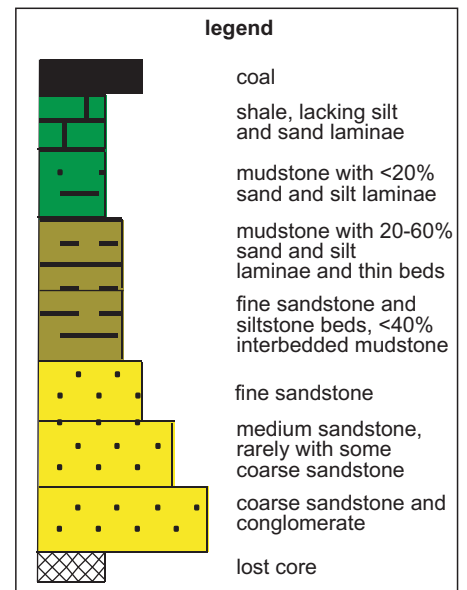 legend
coal
shale, lacking silt
and sand laminae
mudstone with <20%
sand and silt laminae
mudstone with 20-60%
sand and silt
laminae and thin beds
fine sandstone and
siltstone beds, <40%
interbedded mudstone
fine sandstone
medium sandstone,
rarely with some
coarse sandstone
coarse sandstone and
conglomerate
lost core